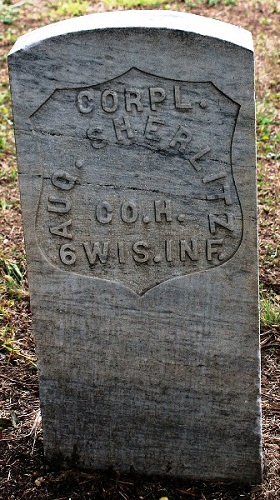 CORPL.
AUG. SHERLITZ
CO.H.
6 WIS.INF.